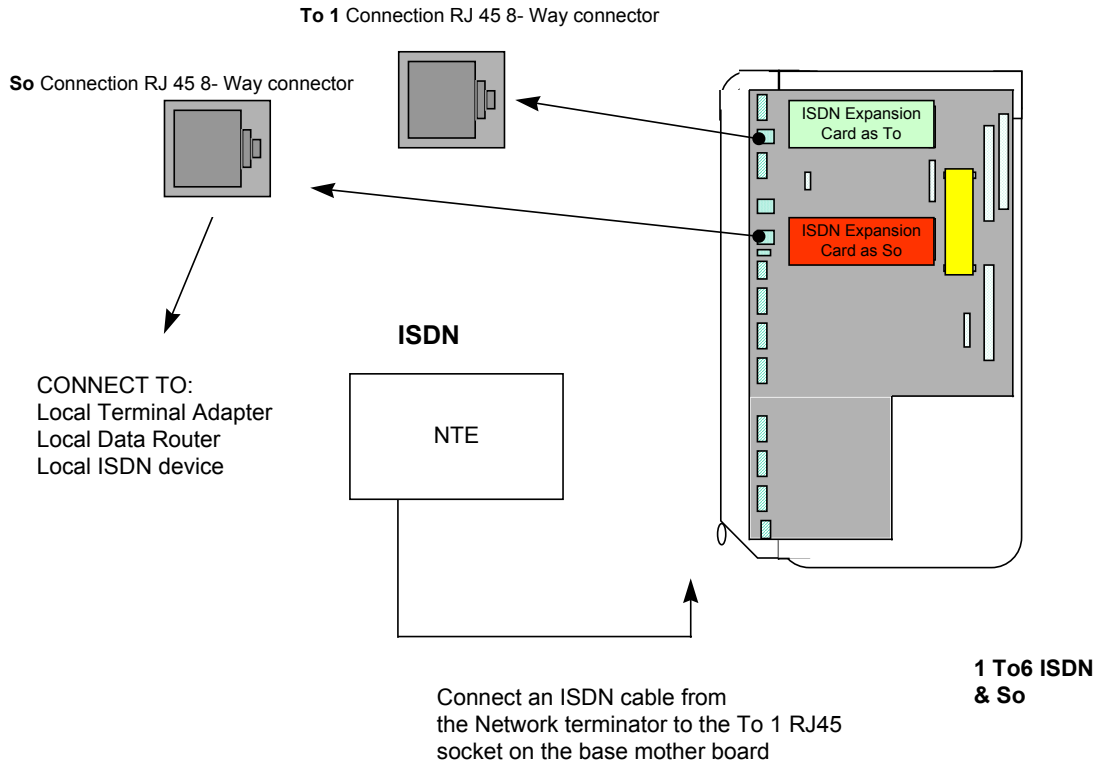 To 1 Connection RJ 45 8- Way connector
So Connection RJ 45 8- Way connector
ISDN Expansion
Card as To
ISDN Expansion
Card as So
ISDN
CONNECT TO:
Local Terminal Adapter
Local Data Router
Local ISDN device
NTE
1 To6 ISDN
& So
Connect an ISDN cable from
the Network terminator to the To 1 RJ45
socket on the base mother board